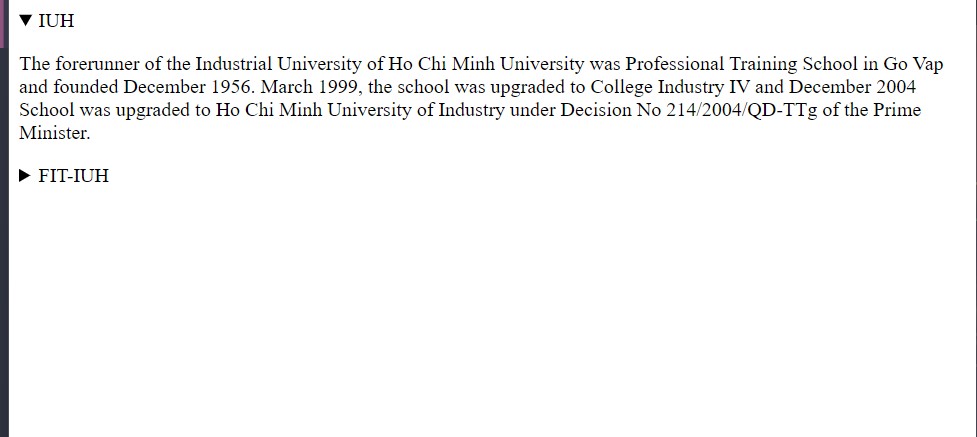 ▼ IUH
The forerunner of the Industrial University of Ho Chi Minh University was Professional Training School in Go Vap
and founded December 1956. March 1999, the school was upgraded to College Industry IV and December 2004
School was upgraded to Ho Chi Minh University of Industry under Decision No 214/2004/QD-TTg of the Prime
Minister.
▶ FIT-IUH